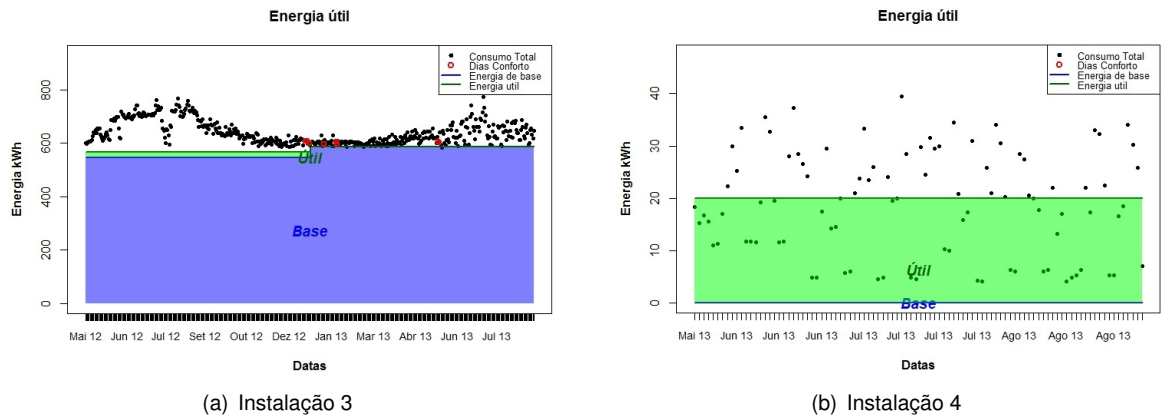 Energia útil
Consumo Total
Dias Conforto
Energia de base
Energia util
Energia kWh
800
600
400
200
0
Útil
Base
Mai 12 Jun 12 Jul 12 Set 12 Out 12 Dez 12 Jan 13 Mar 13 Abr 13 Jun 13 Jul 13
Datas
(a) Instalação 3
Energia útil
Consumo Total
Dias Conforto
Energia de base
Energia util
Energia kWh
40
30
20
10
0
Útil
Base
Mai 13 Jun 13 Jun 13 Jun 13 Jul 13 Jul 13 Jul 13 Jul 13 Ago 13 Ago 13 Ago 13
Datas
(b) Instalação 4